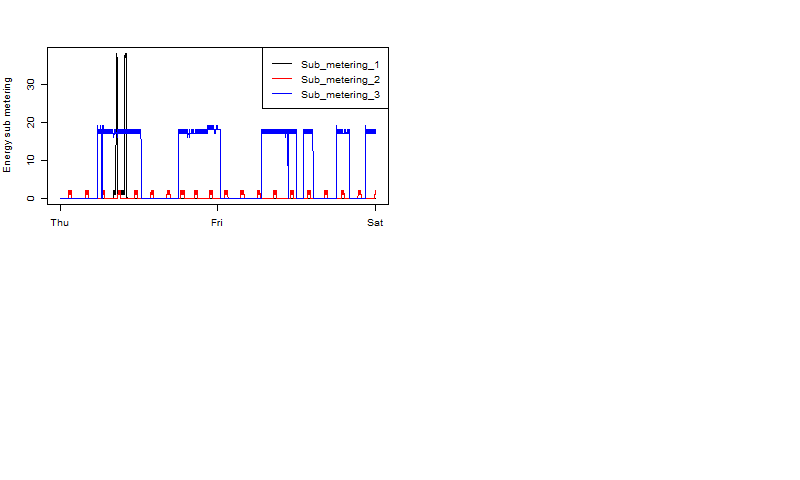 Sub_metering_1
Sub_metering_2
Sub_metering_3
Energy sub metering
30
20
10
0
Thu Fri Sat